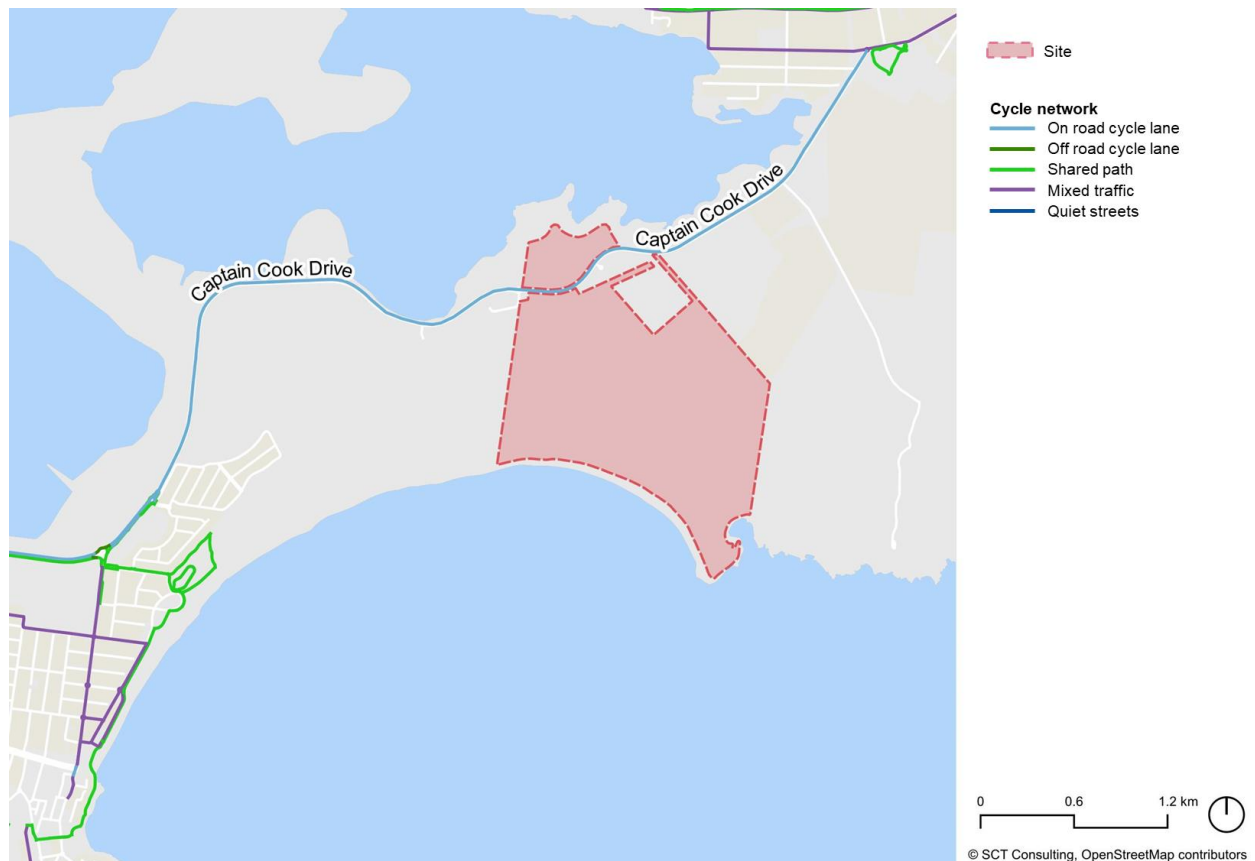 Captain Cook Drive
Captain Cook Drive
Site
Cycle network
On road cycle lane
Off road cycle lane
Shared path
Mixed traffic
Quiet streets
0 0.6 1.2 km
© SCT Consulting, OpenStreetMap contributors